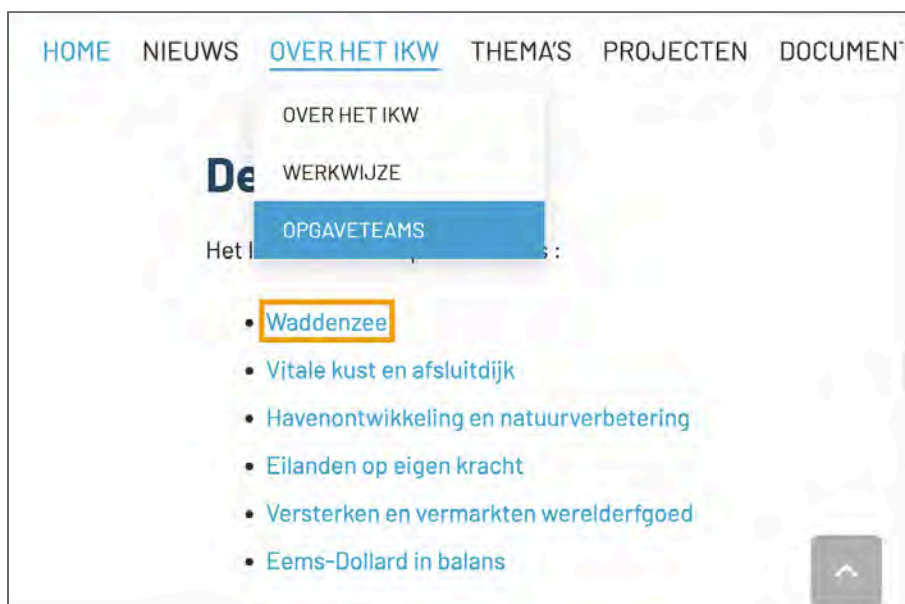 HOME NIEUWS OVER HET IKW THEMA'S PROJECTEN DOCUMENT
OVER HET IKW
De
WERKWIJZE
OPGAVETEAMS
Het
:
Waddenzee
Vitale kust en afsluitdijk
Havenontwikkeling en natuurverbetering
Eilanden op eigen kracht
Versterken en vermarkten werelderfgoed
Eems-Dollard in balans